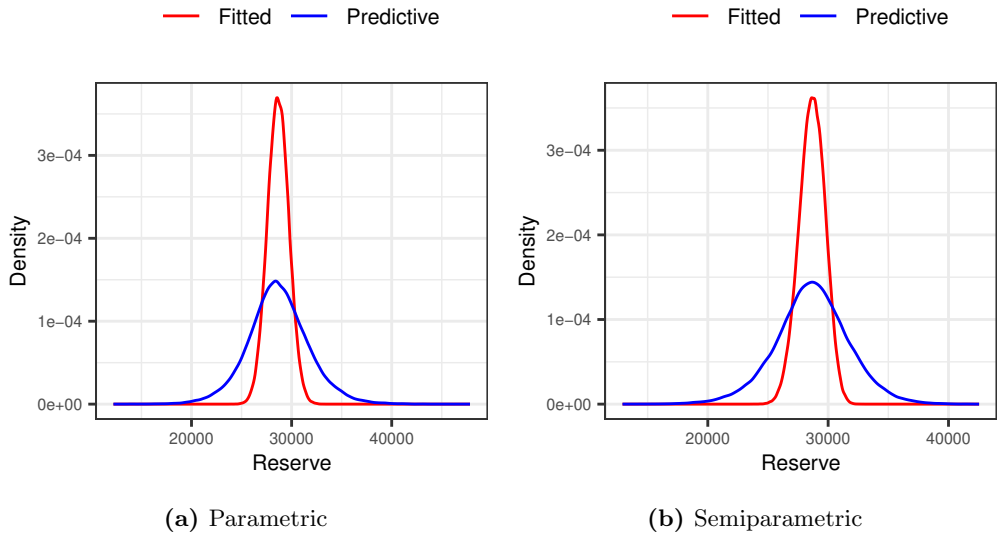 Fitted Predictive
Density
3e−04
2e−04
1e−04
0e+00
20000 30000 40000
Reserve
(a) Parametric
Fitted Predictive
Density
3e−04
2e−04
1e−04
0e+00
20000 30000 40000
Reserve
(b) Semiparametric